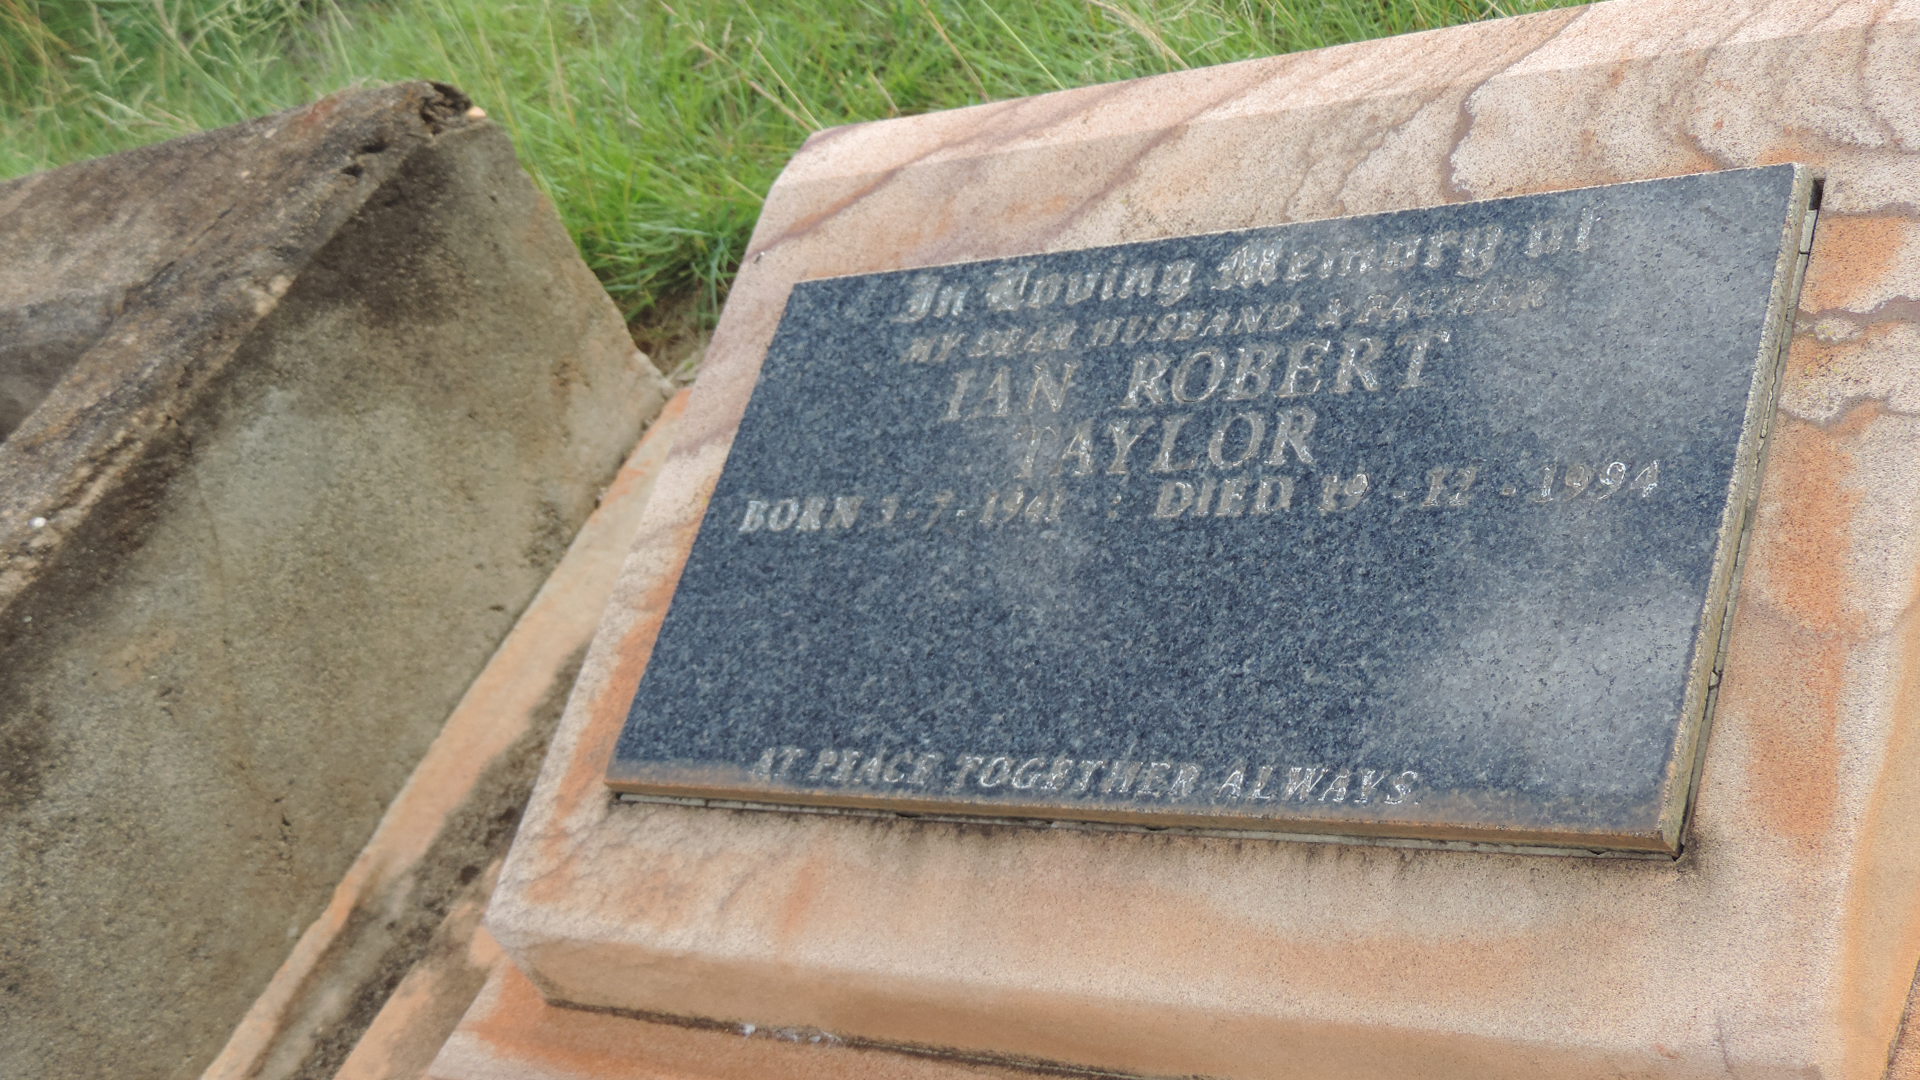 In Loving Memory of
MY DEAR HUSBAND & FATHER
IAN ROBERT
TAYLOR
BORN 3-7-1941 : DIED 19-12-1994
AT PEACE TOGETHER ALWAYS.